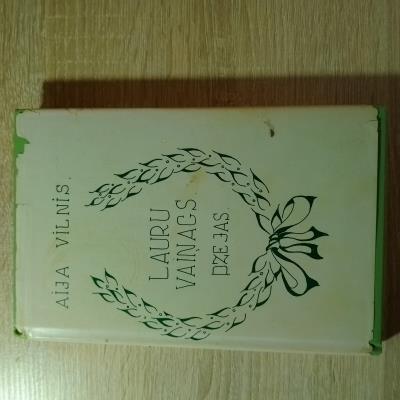 AIJA VILNIS.
LAURU
VAIŅAGS
DZEJAS